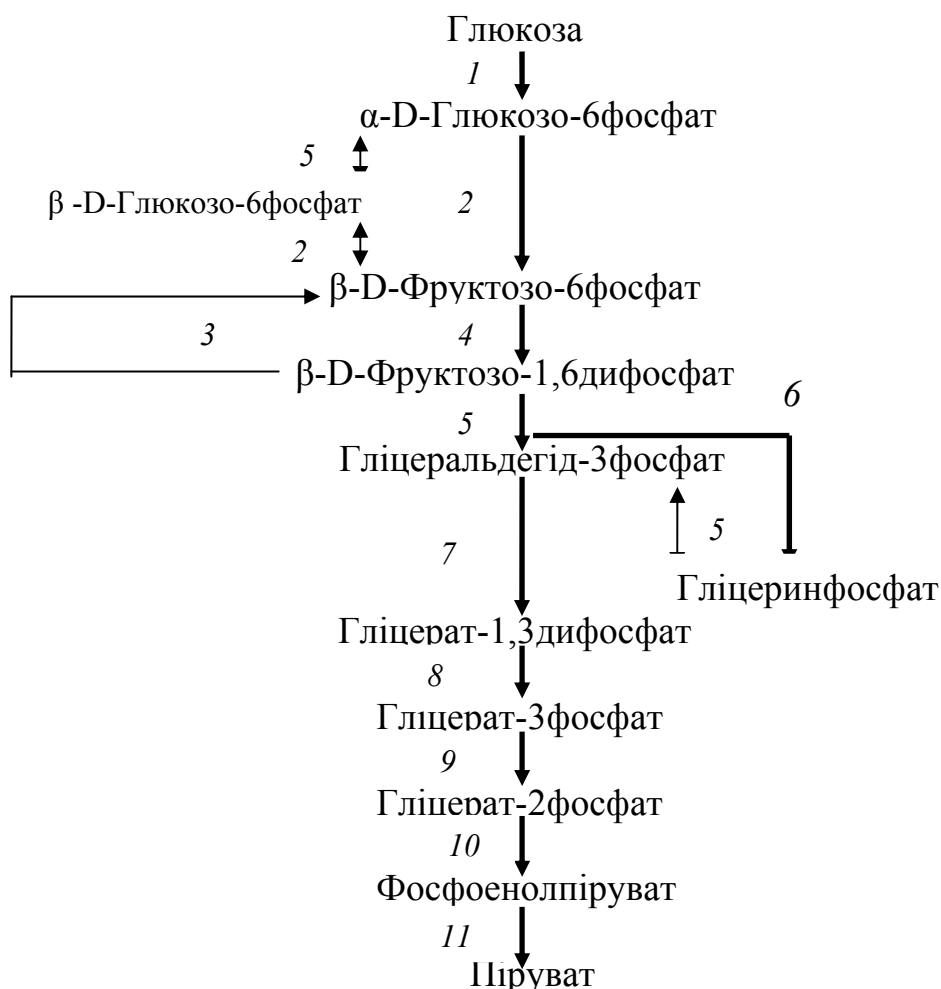 Глюкоза
1
α-D-Глюкозо-6фосфат
5
β -D-Глюкозо-6фосфат
2
2
β-D-Фруктозо-6фосфат
3
4
β-D-Фруктозо-1,6дифосфат
6
5
Гліцеральдегід-3фосфат
5
7
Гліцеринфосфат
Гліцерат-1,3дифосфат
8
Гліцерат-3фосфат
9
Гліцерат-2фосфат
10
Фосфоенолпіруват
11
Піруват